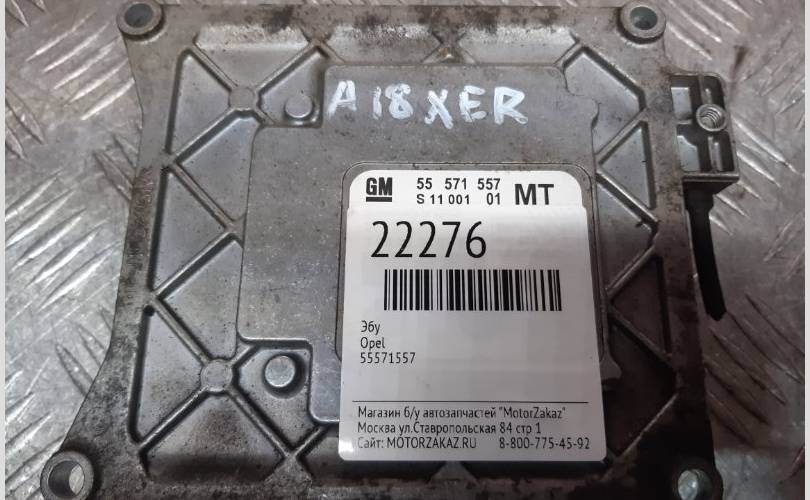 A18XER
GM 55 571 557 MT
S 11 001 01
22276
Эбу
Opel
55571557
Магазин б/у автозапчастей "MotorZakaz"
Москва ул.Ставропольская 84 стр 1
Сайт: MOTORZAKAZ.RU 8-800-775-45-92